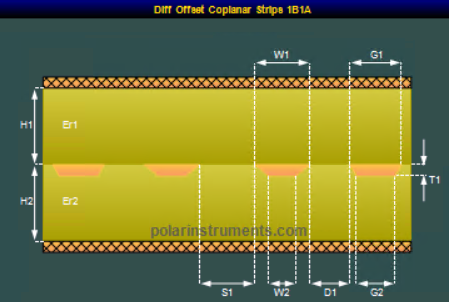 Diff Offset Coplanar Strips 1B1A
W1 G1
H1 Er1
T1
H2 Er2
polarinstruments.com
S1 W2 D1 G2